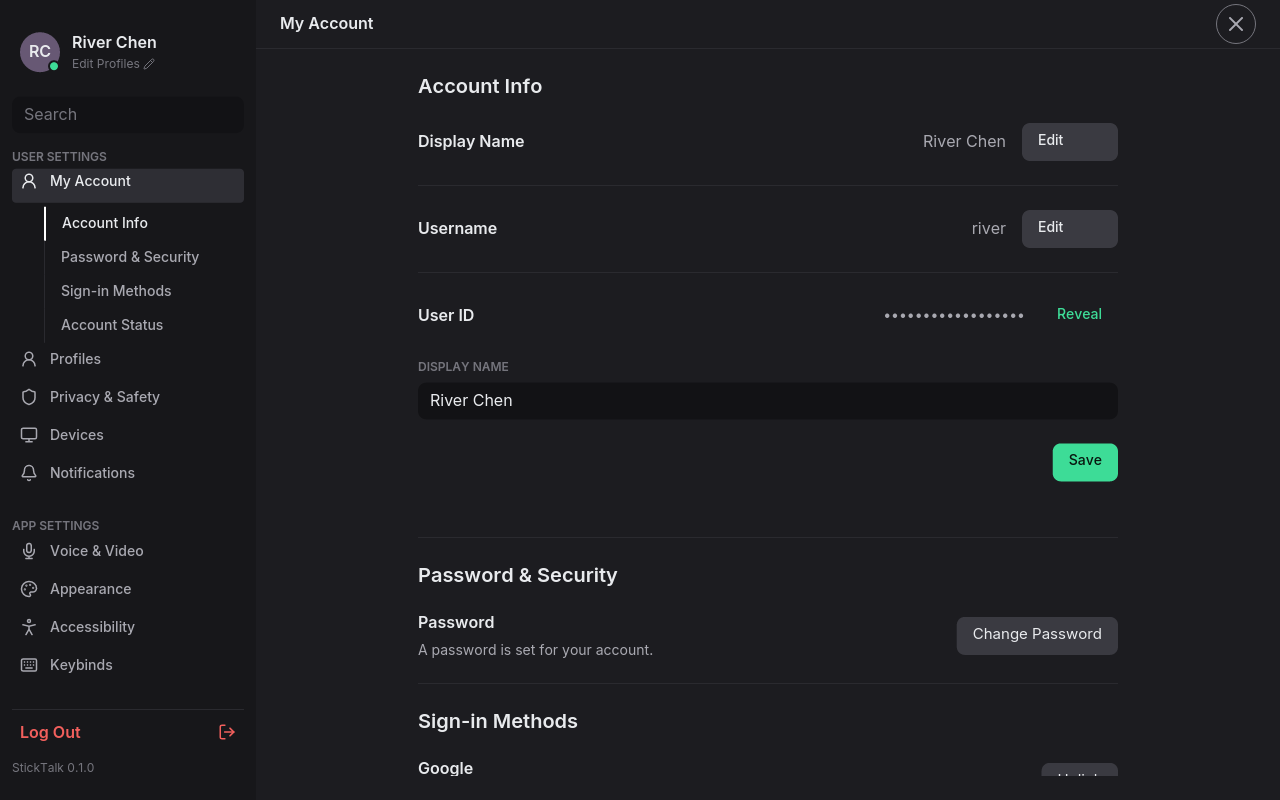 RC
River Chen
Edit Profiles
Search
USER SETTINGS
My Account
Account Info
Password & Security
Sign-in Methods
Account Status
Profiles
Privacy & Safety
Devices
Notifications
APP SETTINGS
Voice & Video
Appearance
Accessibility
Keybinds
Log Out
StickTalk 0.1.0
My Account
Account Info
Display Name River Chen Edit
Username river Edit
User ID •••••••••••••••••• Reveal
DISPLAY NAME
River Chen
Save
Password & Security
Password
A password is set for your account.
Change Password
Sign-in Methods
Google